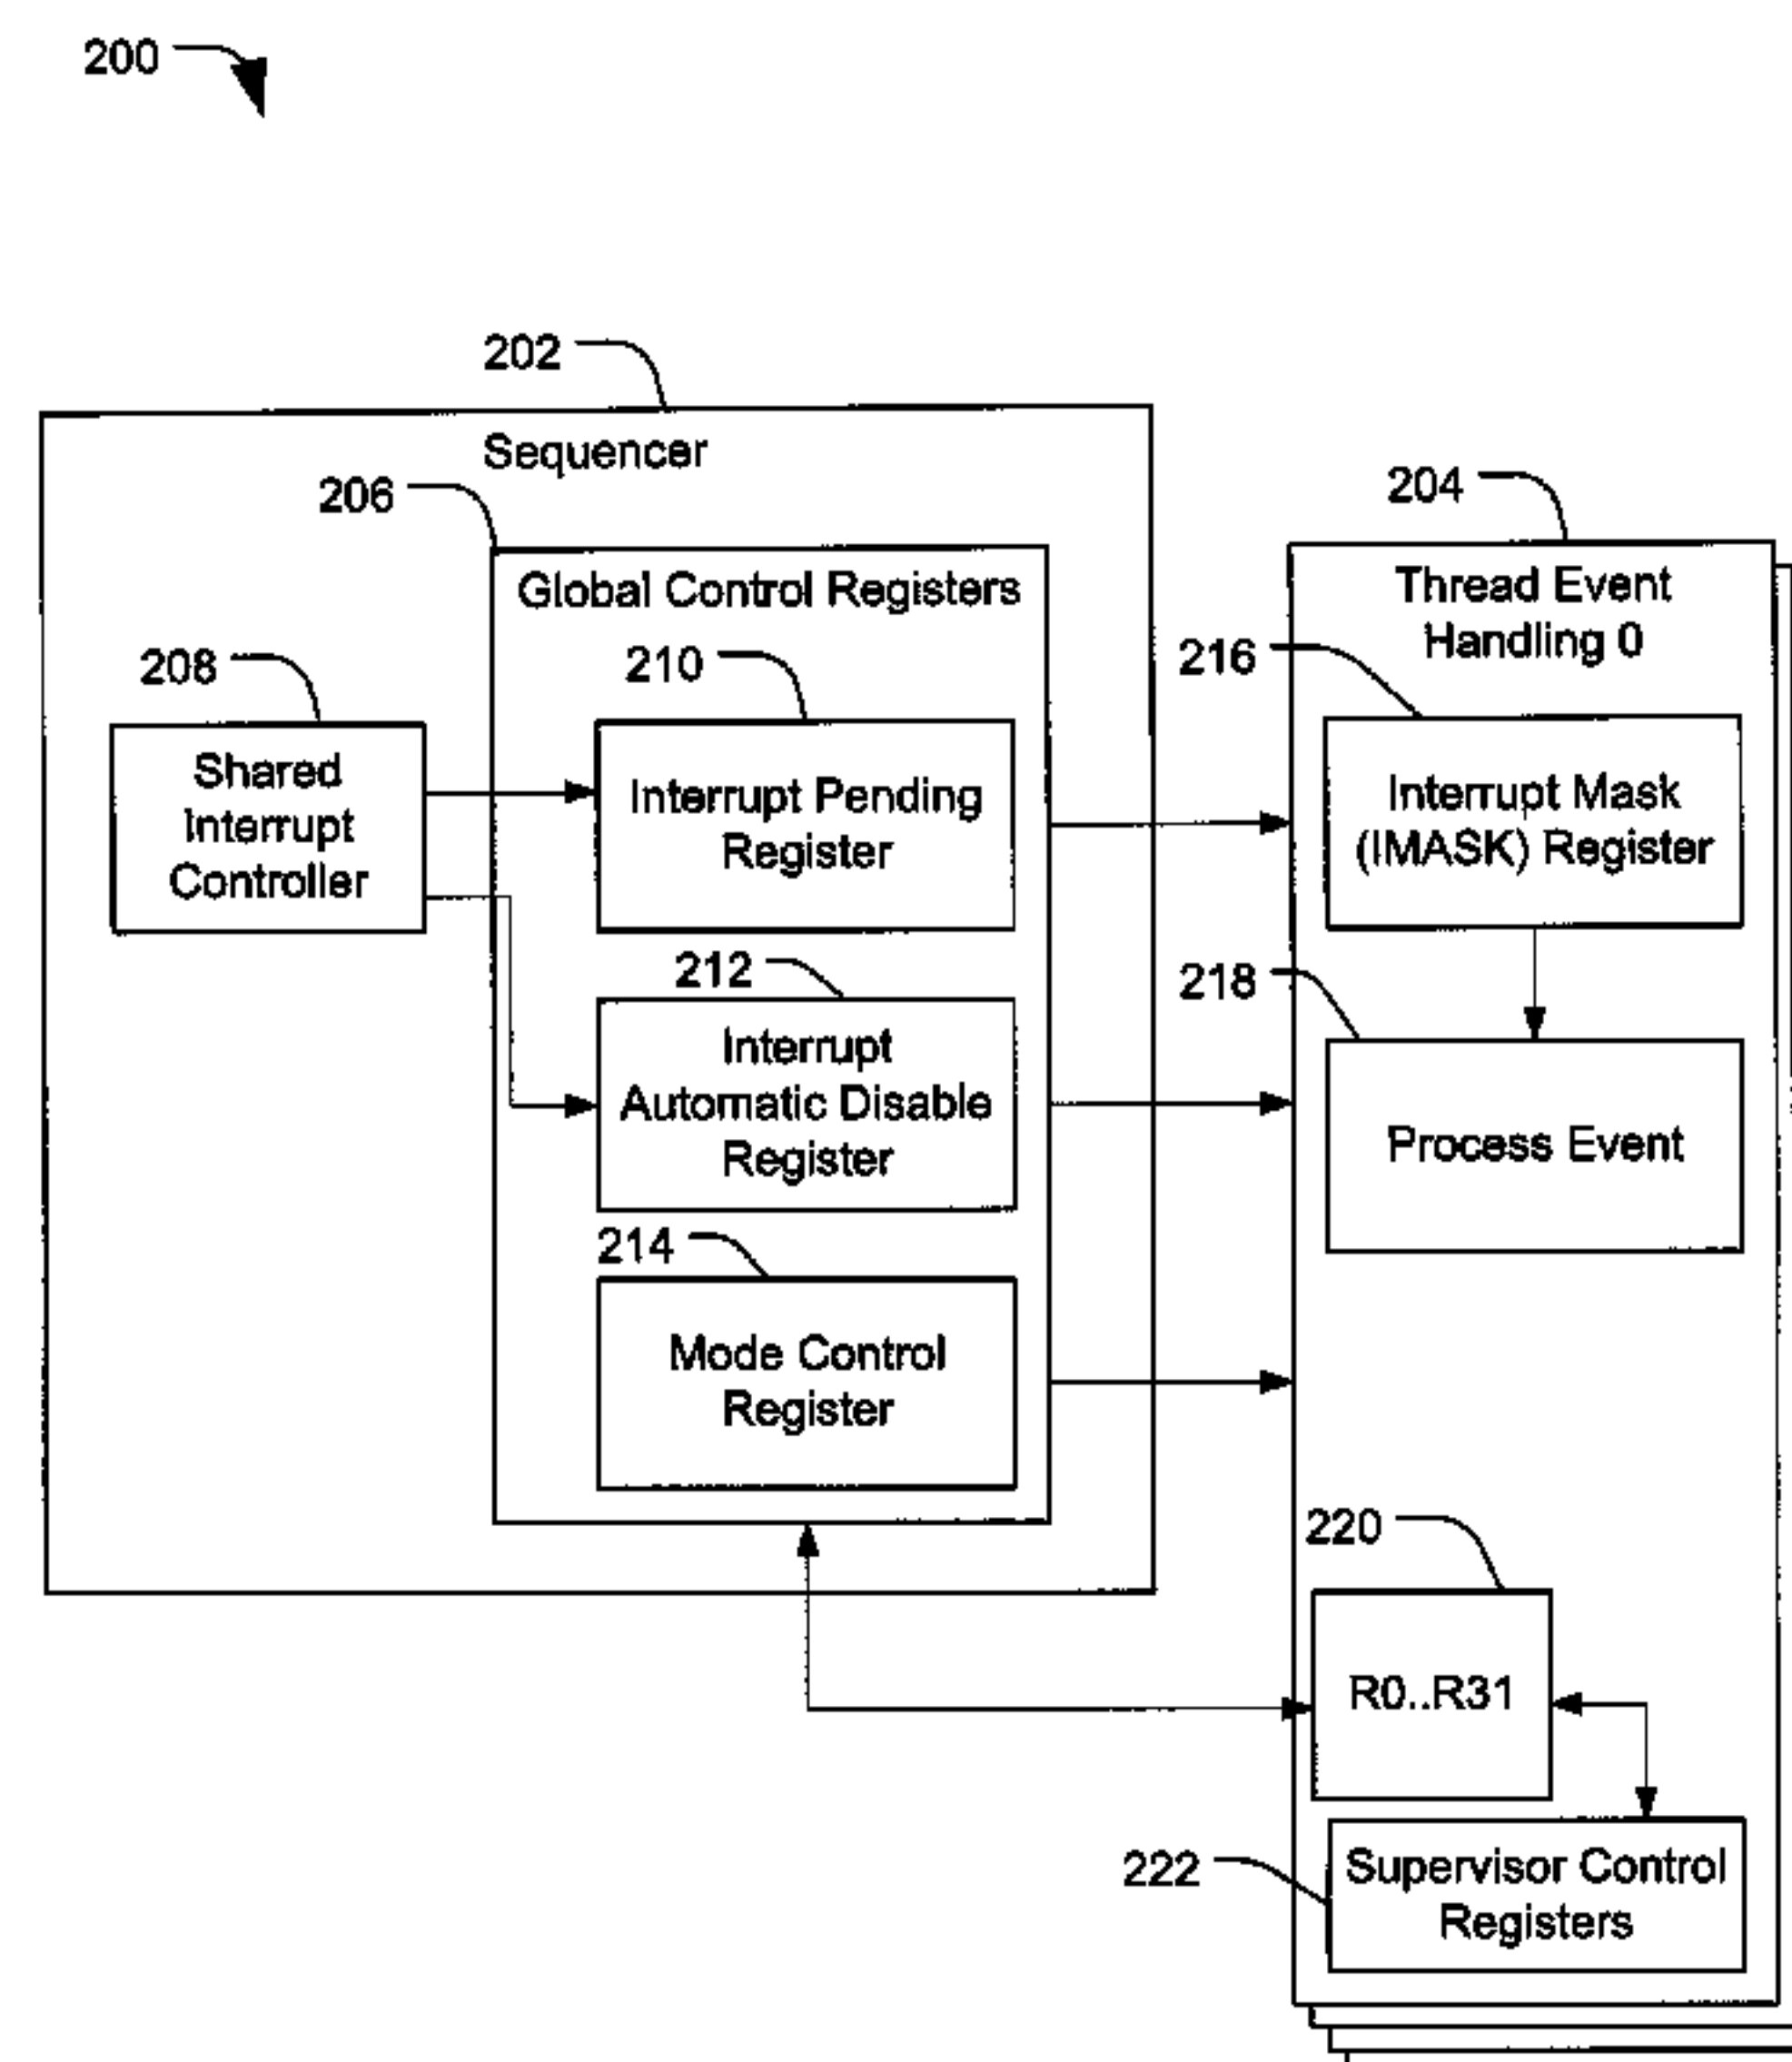 200
202
Sequencer
206
204
Global Control Registers
Thread Event
Handling 0
208
210
216
Shared
Interrupt
Controller
Interrupt Pending
Register
Interrupt Mask
(IMASK) Register
212
218
Interrupt
Automatic Disable
Register
Process Event
214
Mode Control
Register
220
R0..R31
222
Supervisor Control
Registers